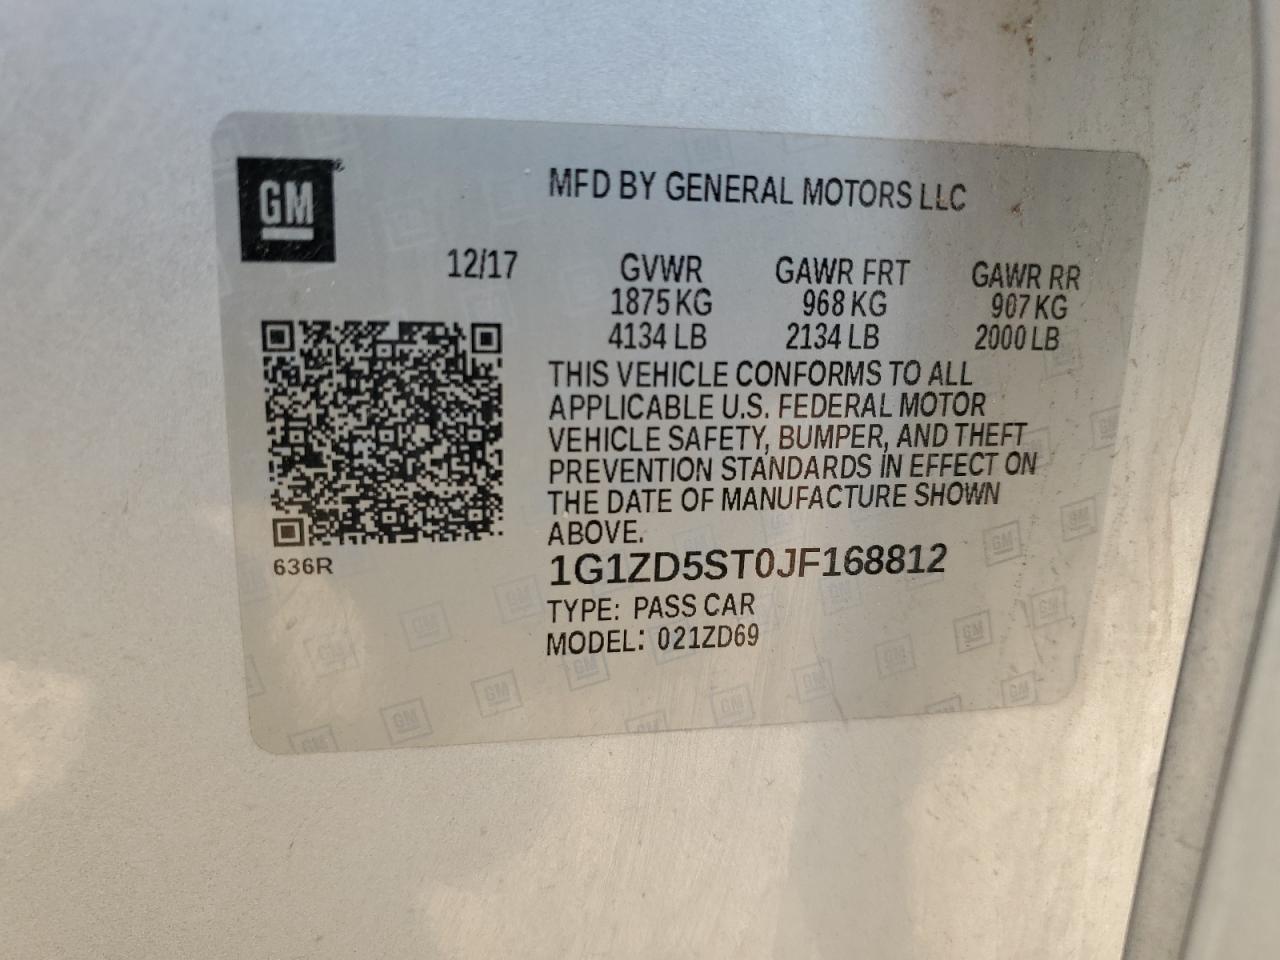 GM
MFD BY GENERAL MOTORS LLC
12/17
GVWR GAWR FRT GAWR RR
1875 KG 968 KG 907 KG
4134 LB 2134 LB 2000 LB
THIS VEHICLE CONFORMS TO ALL
APPLICABLE U.S. FEDERAL MOTOR
VEHICLE SAFETY, BUMPER, AND THEFT
PREVENTION STANDARDS IN EFFECT ON
THE DATE OF MANUFACTURE SHOWN
ABOVE.
636R
1G1ZD5ST0JF168812
TYPE: PASS CAR
MODEL: 021ZD69